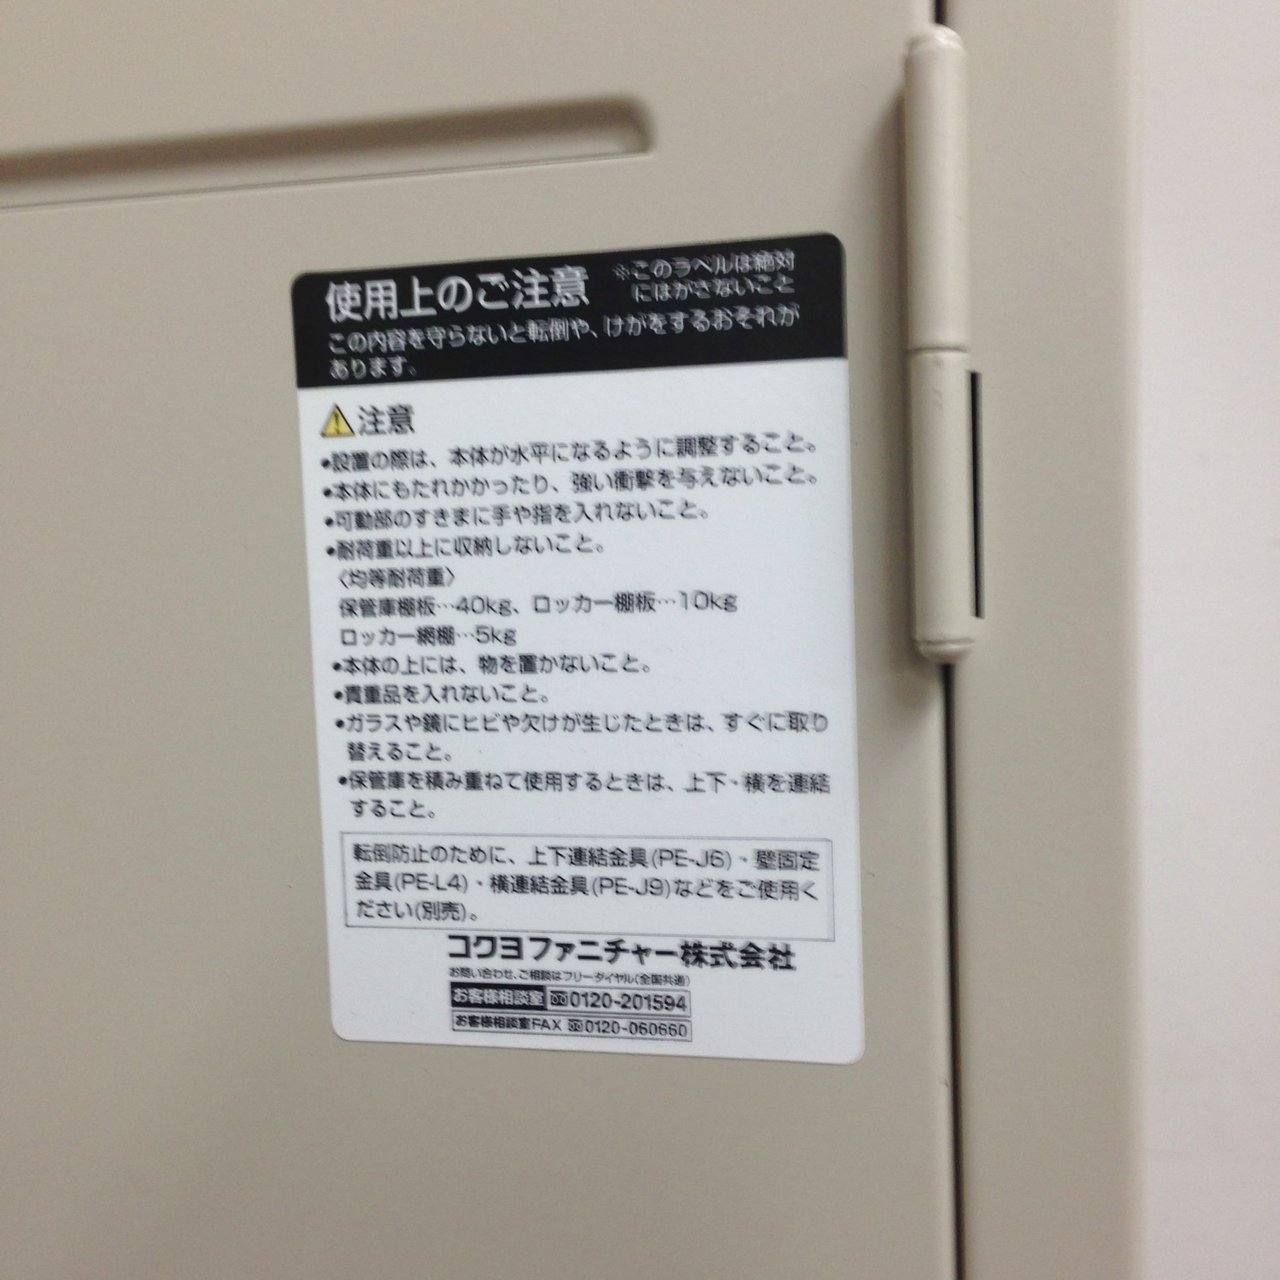 使用上のご注意
※このラベルは絶対
にはがさないこと
この内容を守らないと転倒や、けがをするおそれが
あります。
注意
•設置の際は、本体が水平になるように調整すること。
•本体にもたれかかったり、強い衝撃を与えないこと。
•可動部のすきまに手や指を入れないこと。
•耐荷重以上に収納しないこと。
〈均等耐荷重〉
保管庫棚板…40kg、ロッカー棚板…10kg
ロッカー網棚…5kg
•本体の上には、物を置かないこと。
•貴重品を入れないこと。
•ガラスや鏡にヒビや欠けが生じたときは、すぐに取り
替えること。
•保管庫を積み重ねて使用するときは、上下・横を連結
すること。
転倒防止のために、上下連結金具(PE-J6)・壁固定
金具(PE-L4)・横連結金具(PE-J9)などをご使用く
ださい(別売)。
コクヨファニチャー株式会社
お問い合わせ、ご相談はフリーダイヤル(全国共通)
お客様相談室 0120-201594
お客様相談室FAX 0120-060660